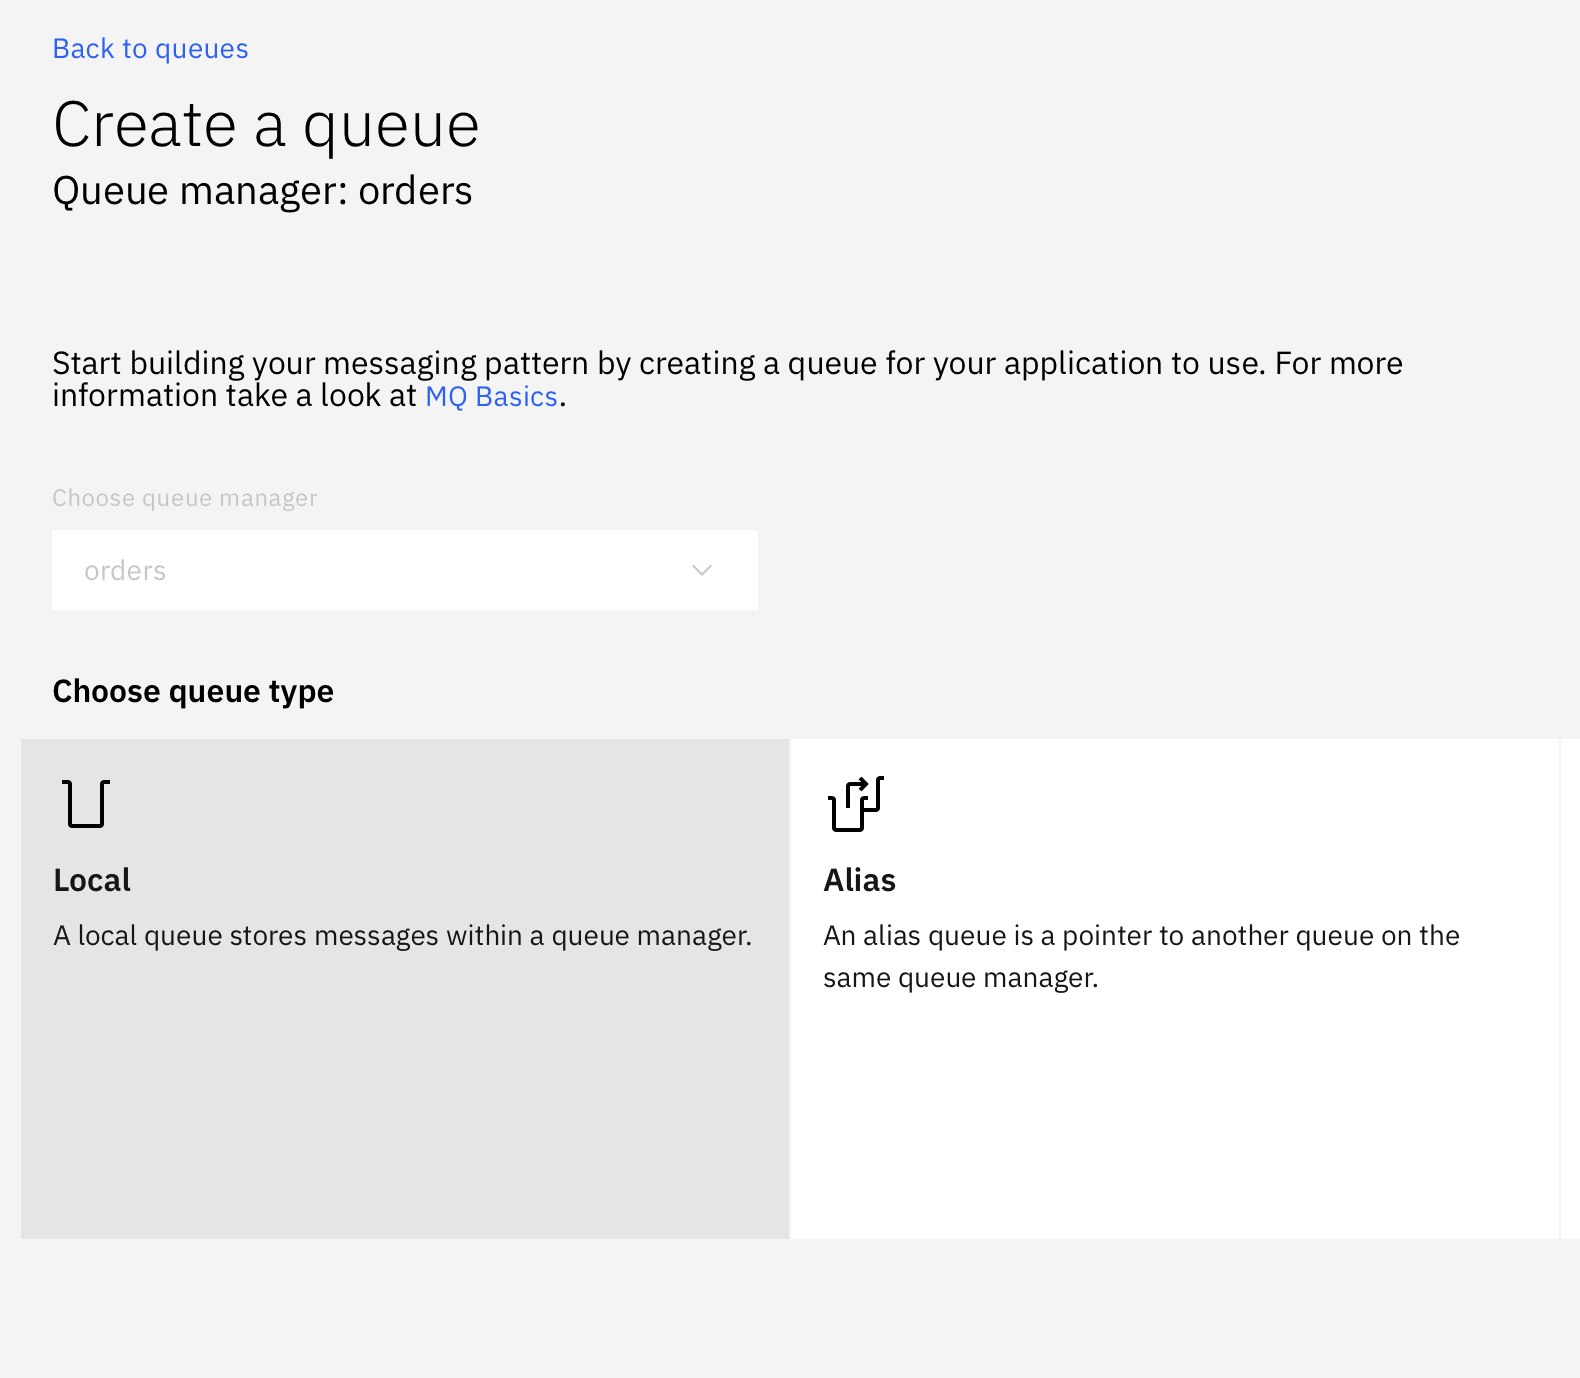 Back to queues
Create a queue
Queue manager: orders
Start building your messaging pattern by creating a queue for your application to use. For more
information take a look at MQ Basics.
Choose queue manager
orders
Choose queue type
Local
A local queue stores messages within a queue manager.
Alias
An alias queue is a pointer to another queue on the
same queue manager.